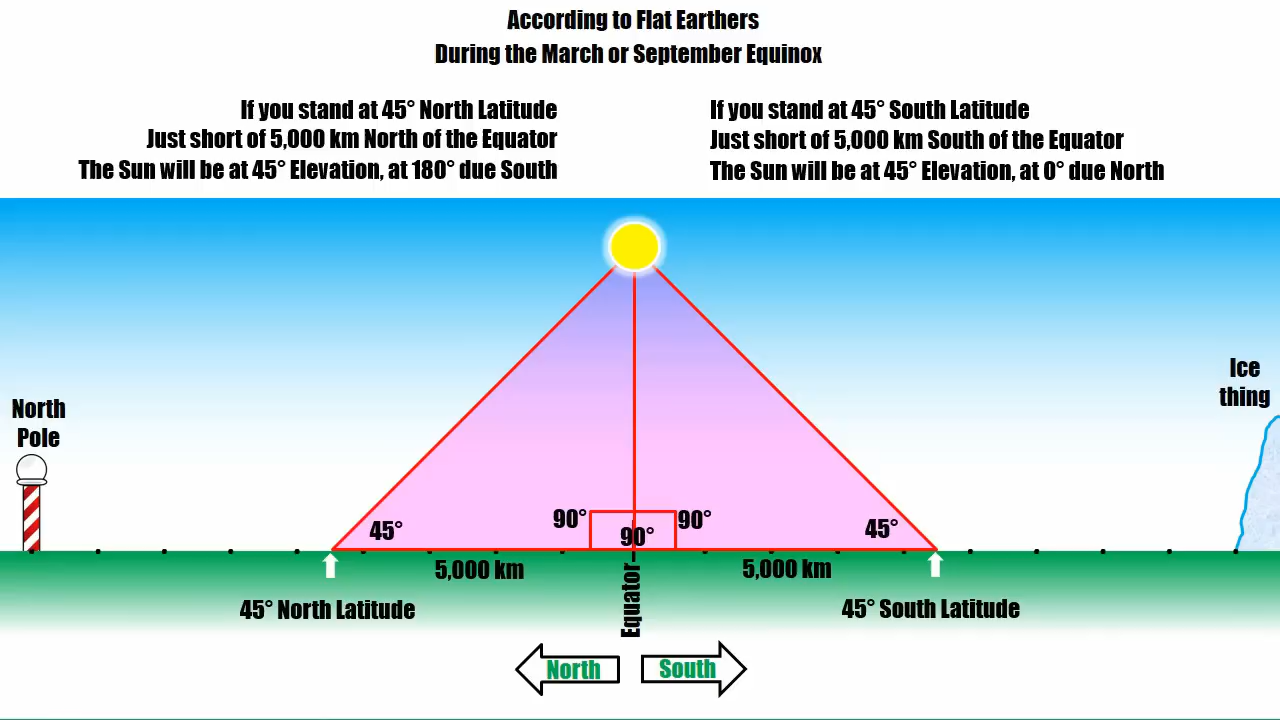 According to Flat Earthers
During the March or September Equinox
If you stand at 45° North Latitude
Just short of 5,000 km North of the Equator
The Sun will be at 45° Elevation, at 180° due South
If you stand at 45° South Latitude
Just short of 5,000 km South of the Equator
The Sun will be at 45° Elevation, at 0° due North
Ice
thing
North
Pole
45°
90°
90°
90°
45°
5,000 km
Equator
5,000 km
45° North Latitude
45° South Latitude
North
South